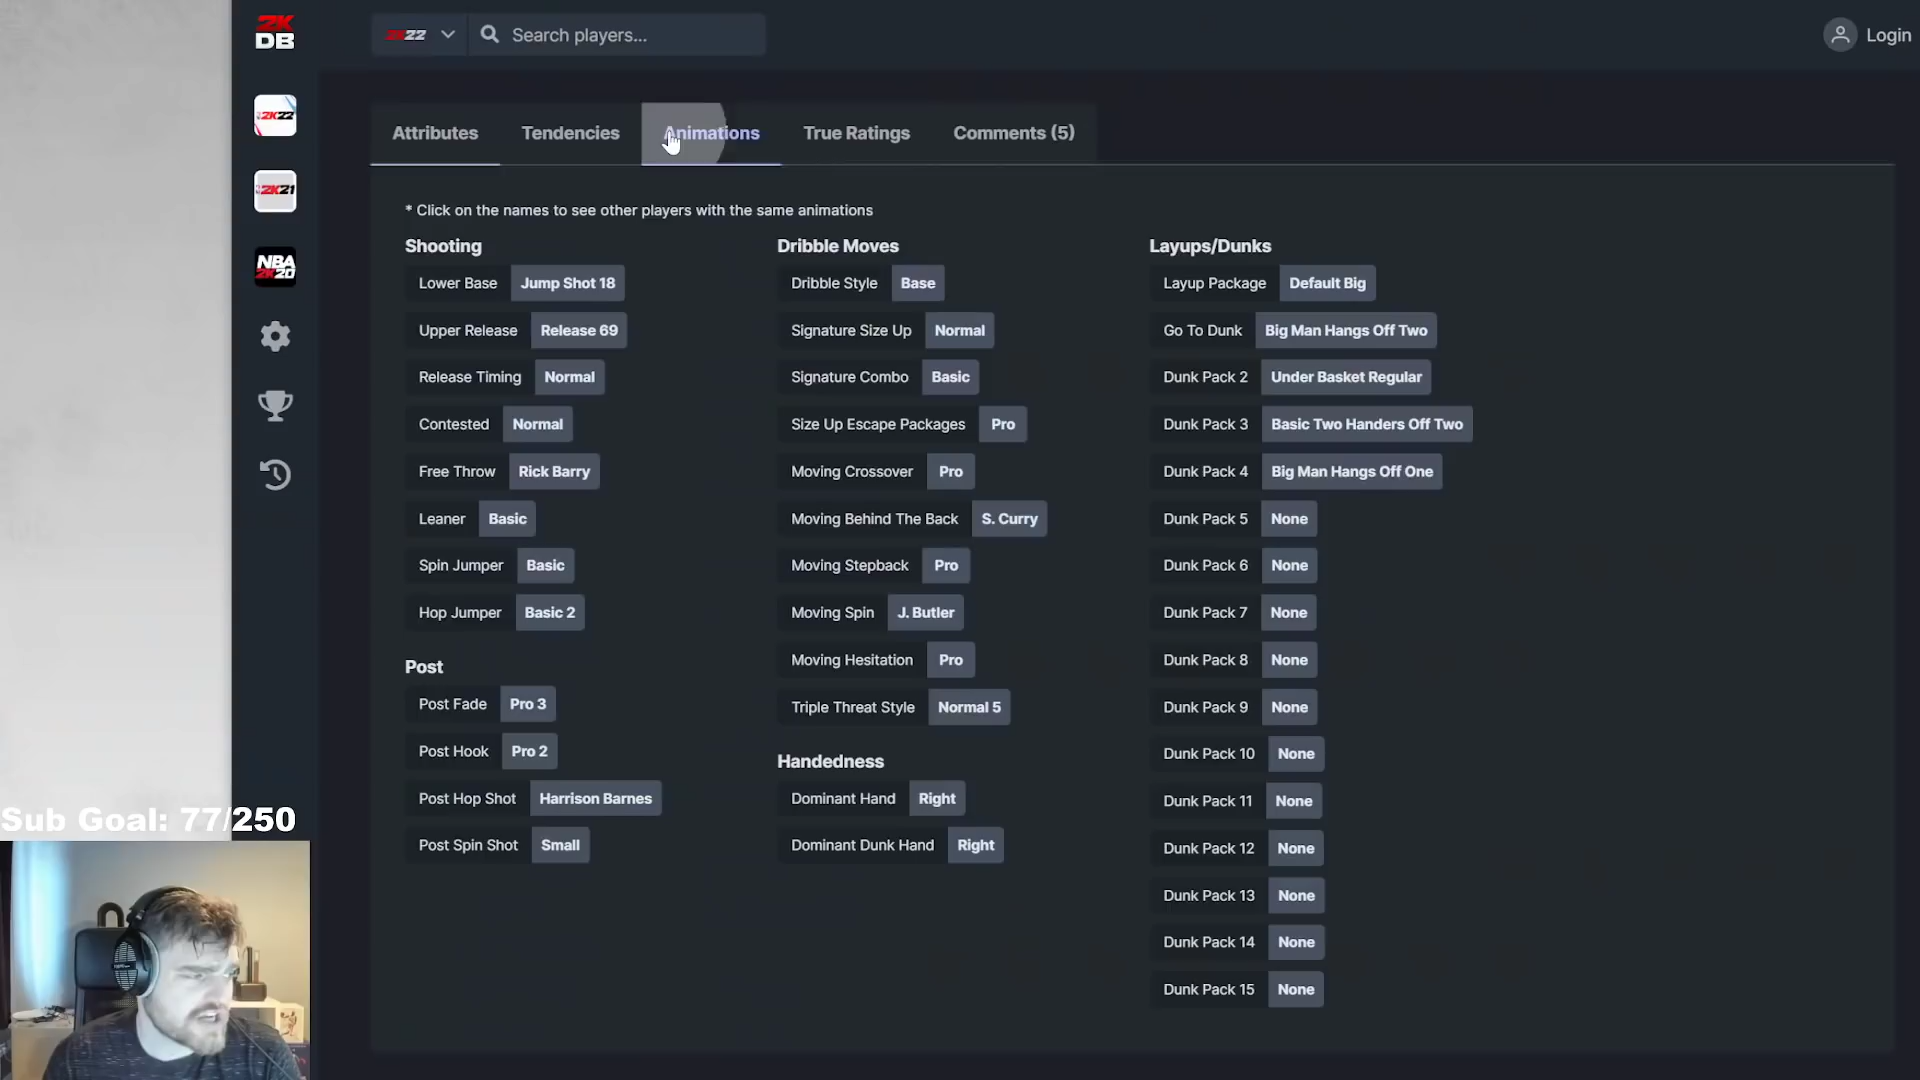 2K
DB
2K22
Search players...
Login
2K22
2K21
NBA
2K20
Attributes
Tendencies
Animations
True Ratings
Comments (5)
* Click on the names to see other players with the same animations
Shooting
Lower Base Jump Shot 18
Upper Release Release 69
Release Timing Normal
Contested Normal
Free Throw Rick Barry
Leaner Basic
Spin Jumper Basic
Hop Jumper Basic 2
Post
Post Fade Pro 3
Post Hook Pro 2
Post Hop Shot Harrison Barnes
Post Spin Shot Small
Dribble Moves
Dribble Style Base
Signature Size Up Normal
Signature Combo Basic
Size Up Escape Packages Pro
Moving Crossover Pro
Moving Behind The Back S. Curry
Moving Stepback Pro
Moving Spin J. Butler
Moving Hesitation Pro
Triple Threat Style Normal 5
Handedness
Dominant Hand Right
Dominant Dunk Hand Right
Layups/Dunks
Layup Package Default Big
Go To Dunk Big Man Hangs Off Two
Dunk Pack 2 Under Basket Regular
Dunk Pack 3 Basic Two Handers Off Two
Dunk Pack 4 Big Man Hangs Off One
Dunk Pack 5 None
Dunk Pack 6 None
Dunk Pack 7 None
Dunk Pack 8 None
Dunk Pack 9 None
Dunk Pack 10 None
Dunk Pack 11 None
Dunk Pack 12 None
Dunk Pack 13 None
Dunk Pack 14 None
Dunk Pack 15 None
Sub Goal: 77/250